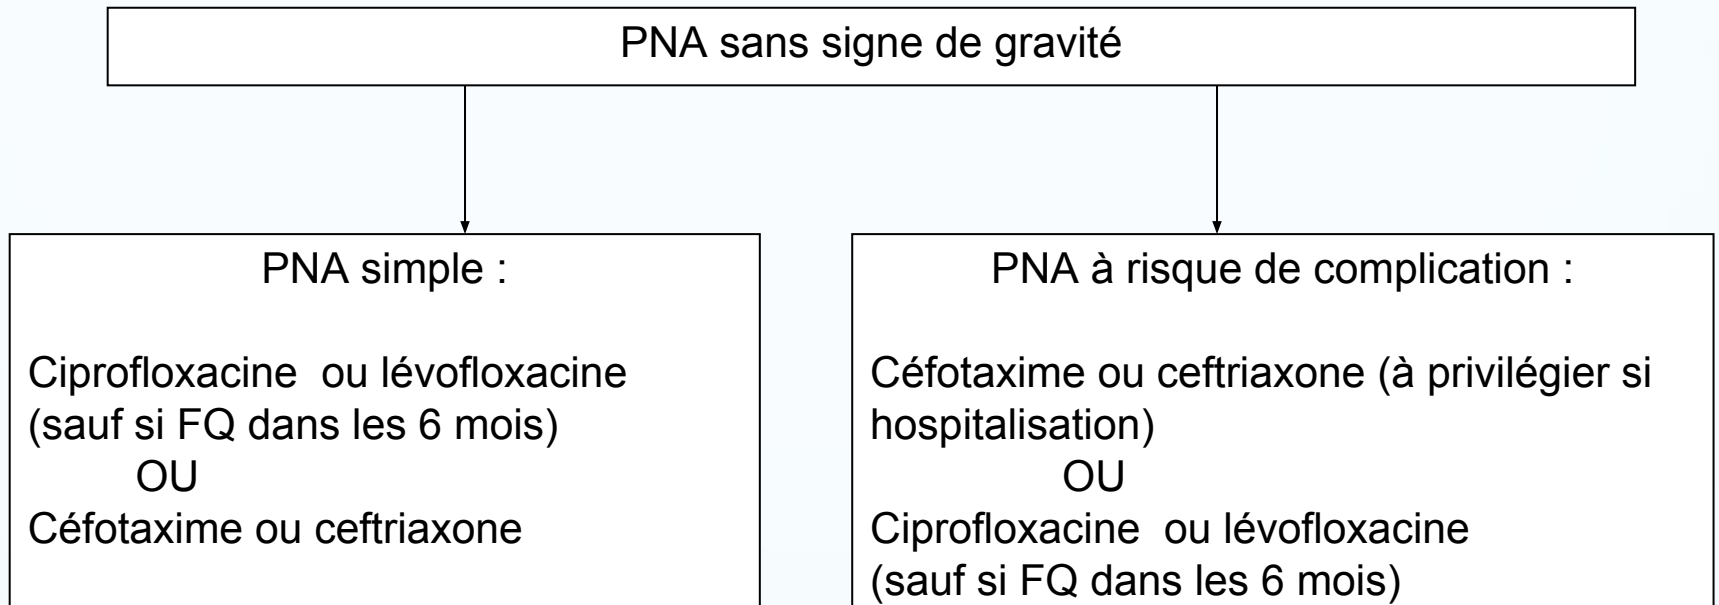 PNA sans signe de gravité
PNA simple :
Ciprofloxacine ou lévofloxacine
(sauf si FQ dans les 6 mois)
OU
Céfotaxime ou ceftriaxone
PNA à risque de complication :
Céfotaxime ou ceftriaxone (à privilégier si
hospitalisation)
OU
Ciprofloxacine ou lévofloxacine
(sauf si FQ dans les 6 mois)